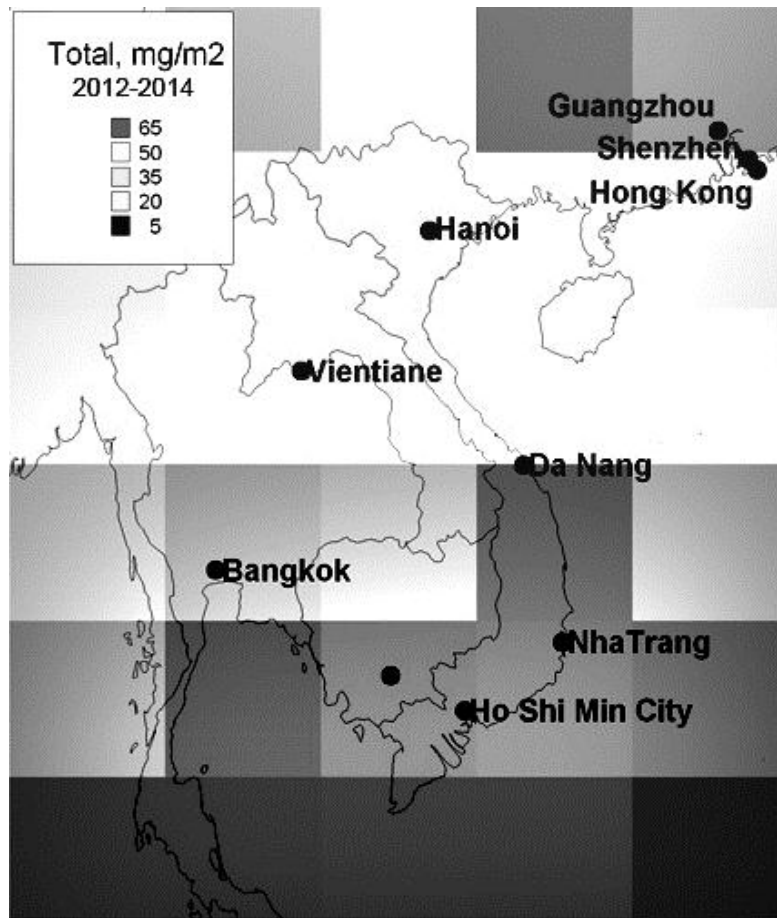 Total, mg/m2
2012-2014
65
50
35
20
5
Guangzhou
Shenzhen
Hong Kong
Hanoi
Vientiane
Da Nang
Bangkok
NhaTrang
Ho Shi Min City